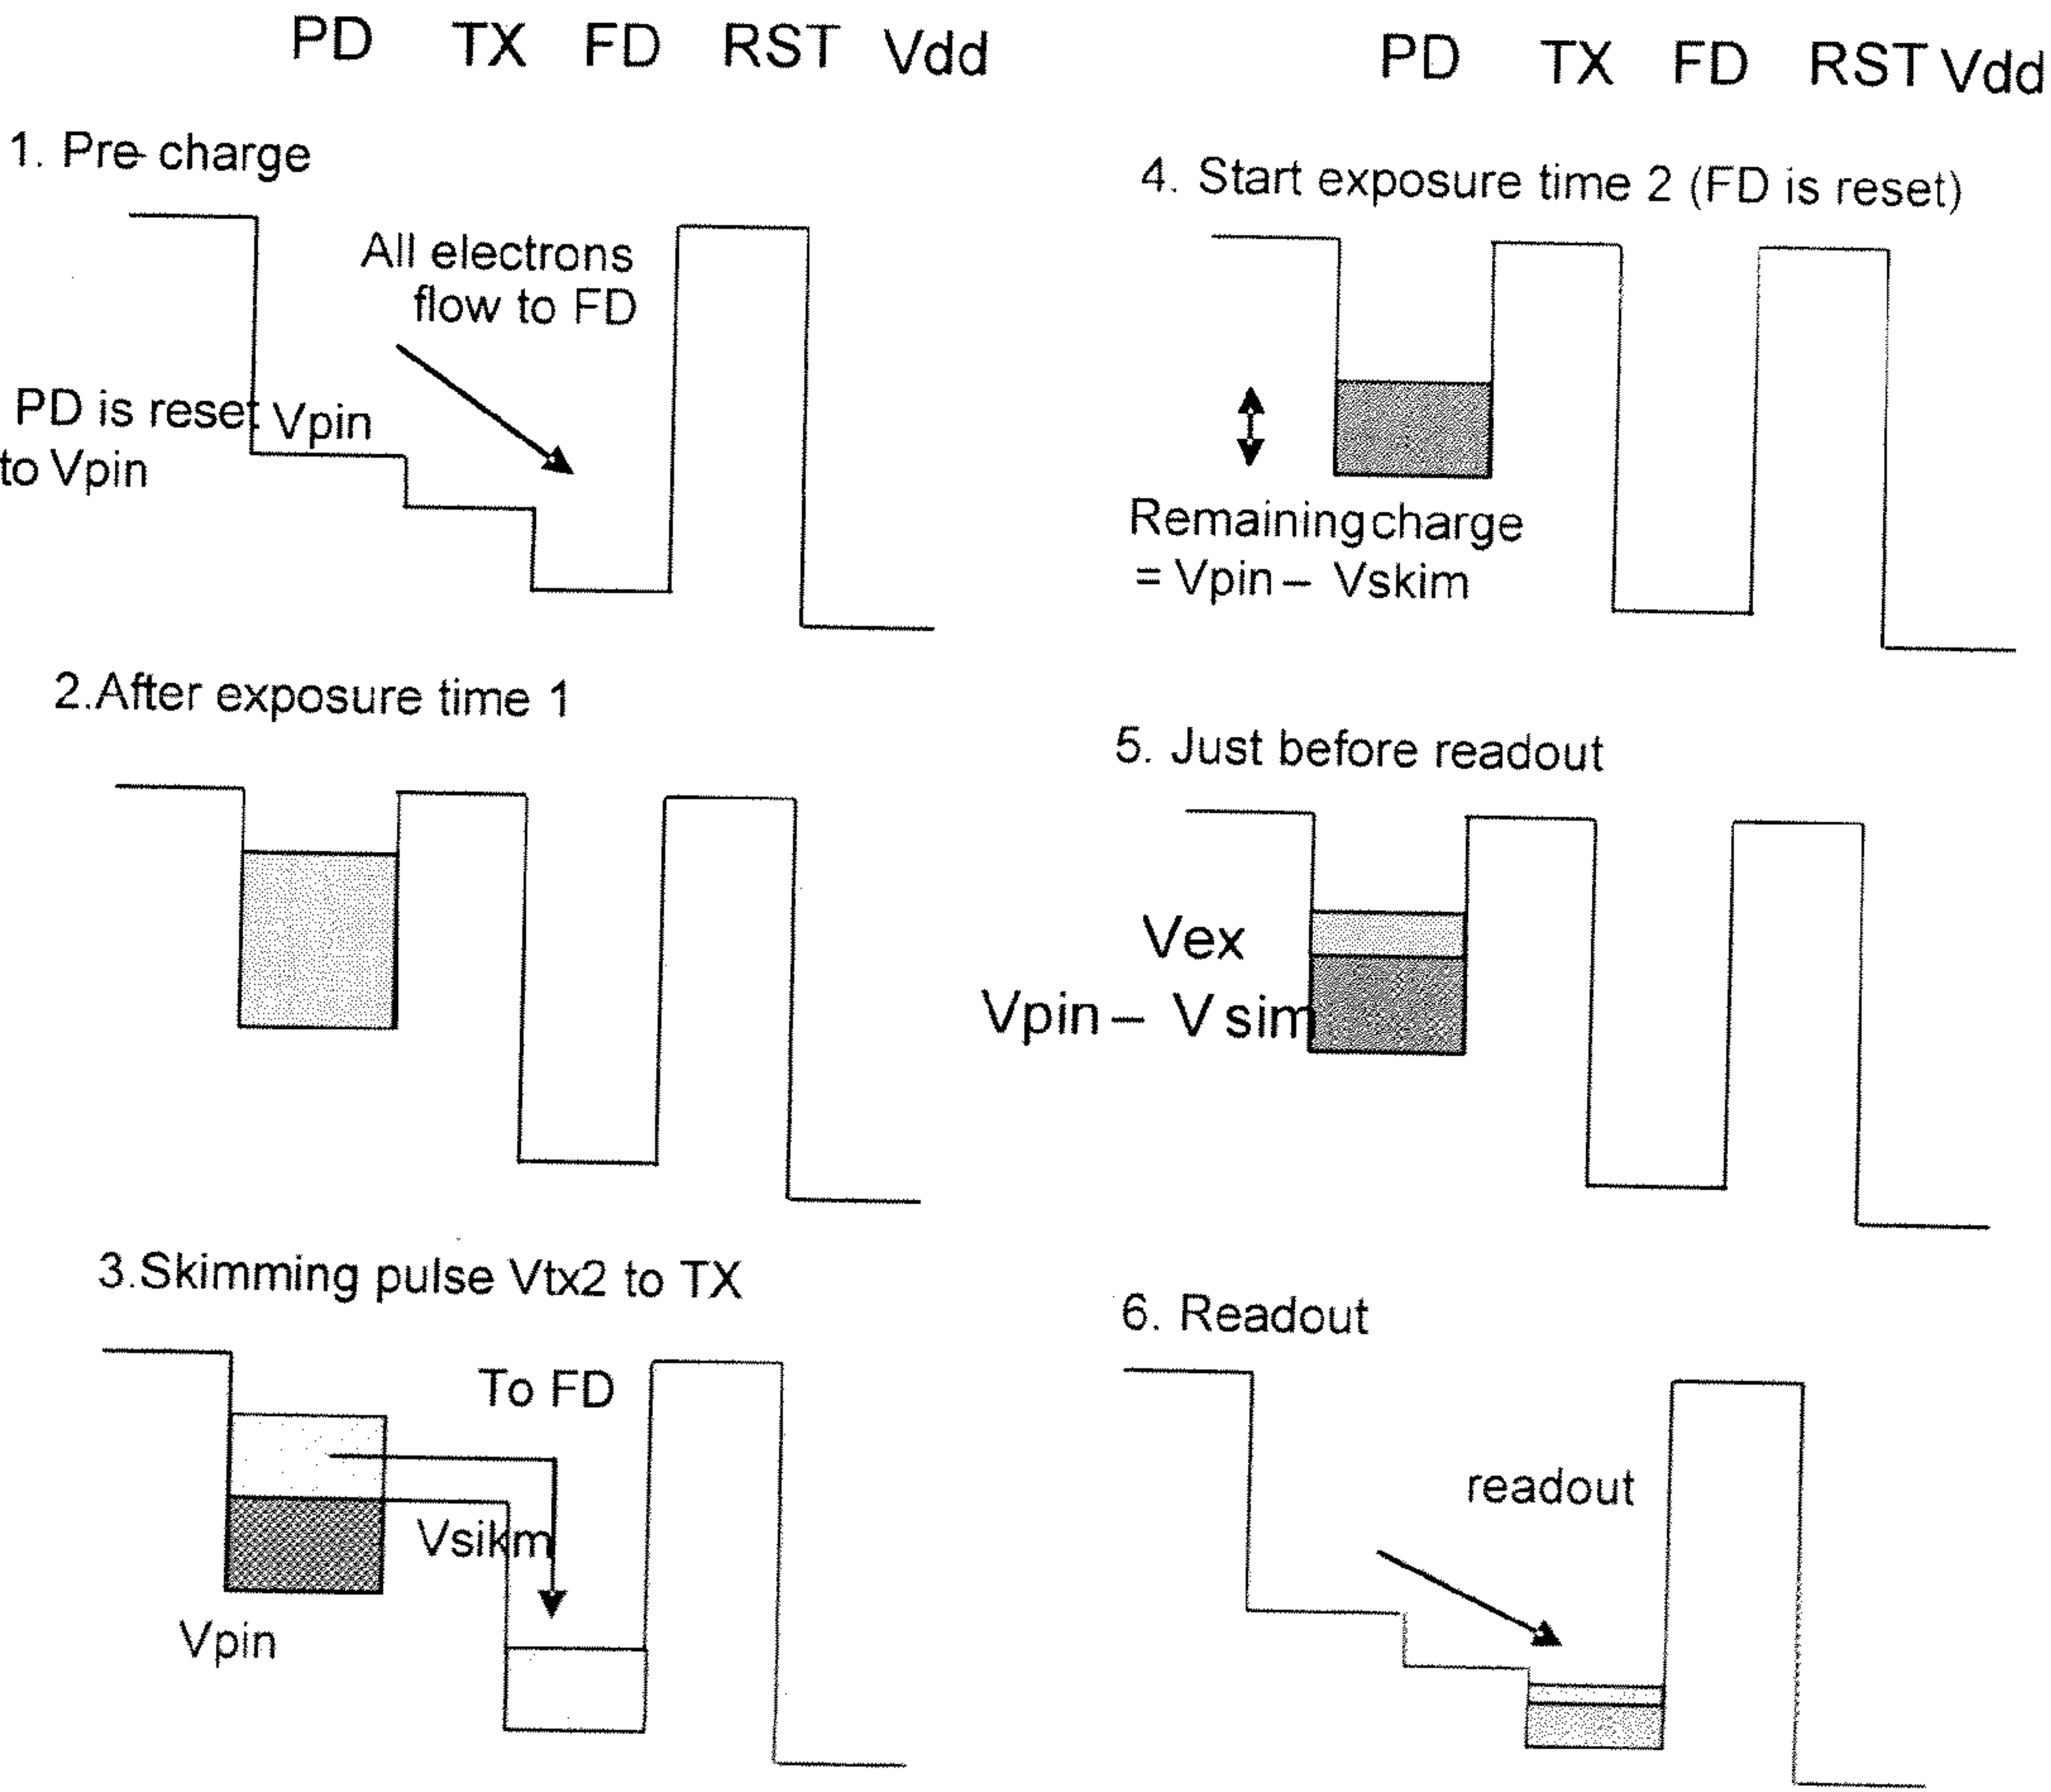 PD TX FD RST Vdd
1. Pre-charge
All electrons
flow to FD
PD is reset
to Vpin
Vpin
2.After exposure time 1
3.Skimming pulse Vtx2 to TX
To FD
Vsikm
Vpin
PD TX FD RST Vdd
4. Start exposure time 2 (FD is reset)
Remaining charge
= Vpin – Vskim
5. Just before readout
Vex
Vpin – V sim
6. Readout
readout